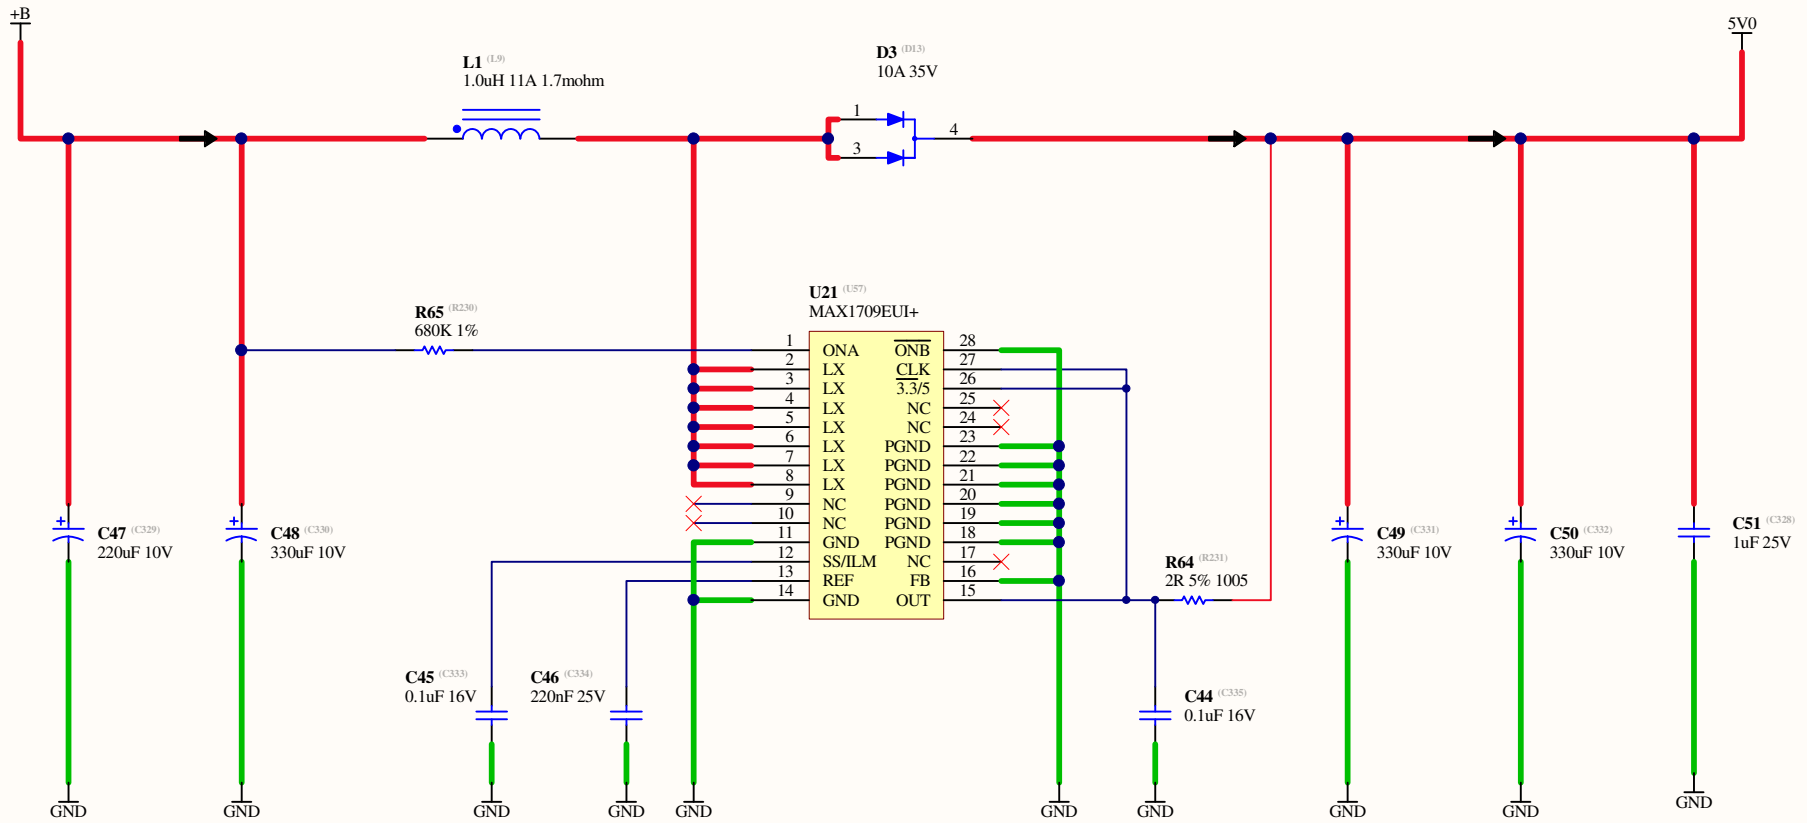 +B
5V0
L1 (L9)
1.0uH 11A 1.7mohm
D3 (D13)
10A 35V
1
3
4
R65 (R230)
680K 1%
U21 (U57)
MAX1709EUI+
1 ONA ONB 28
2 LX CLK 27
3 LX 3.3/5 26
4 LX NC 25
5 LX NC 24
6 LX PGND 23
7 LX PGND 22
8 LX PGND 21
9 NC PGND 20
10 NC PGND 19
11 GND PGND 18
12 SS/ILM NC 17
13 REF FB 16
14 GND OUT 15
+ C47 (C329)
220uF 10V
+ C48 (C330)
330uF 10V
+ C49 (C331)
330uF 10V
+ C50 (C332)
330uF 10V
C51 (C328)
1uF 25V
R64 (R231)
2R 5% 1005
C45 (C333)
0.1uF 16V
C46 (C334)
220nF 25V
C44 (C335)
0.1uF 16V
GND GND GND GND GND GND GND GND GND GND